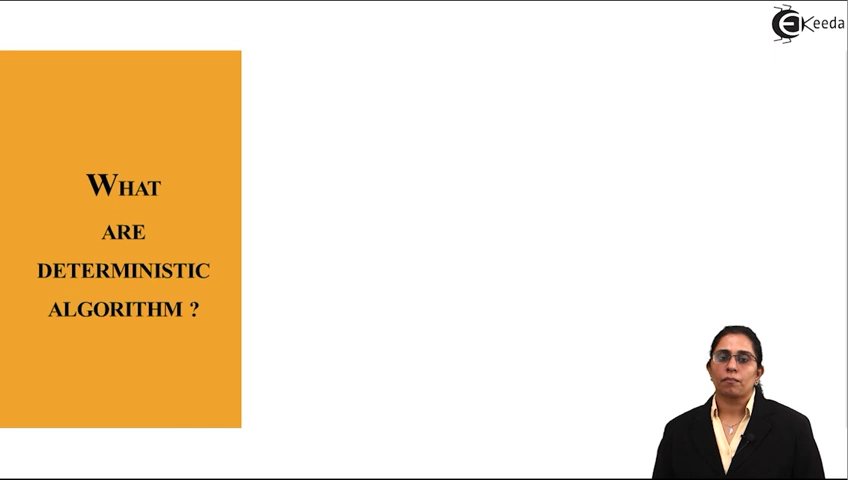 EKeeda
WHAT
ARE
DETERMINISTIC
ALGORITHM ?